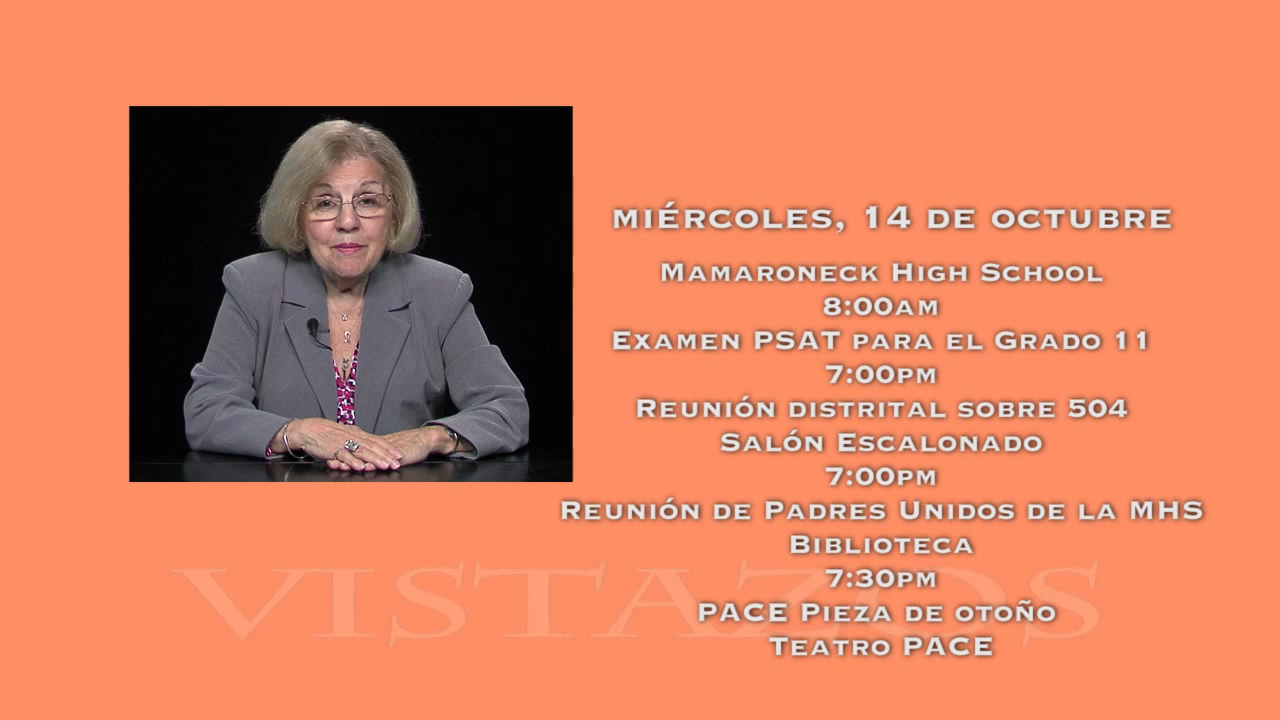 MIÉRCOLES, 14 DE OCTUBRE
Mamaroneck High School
8:00am
Examen PSAT para el Grado 11
7:00pm
Reunión distrital sobre 504
Salón Escalonado
7:00pm
Reunión de Padres Unidos de la MHS
Biblioteca
7:30pm
PACE Pieza de otoño
Teatro PACE
VISTAZOS